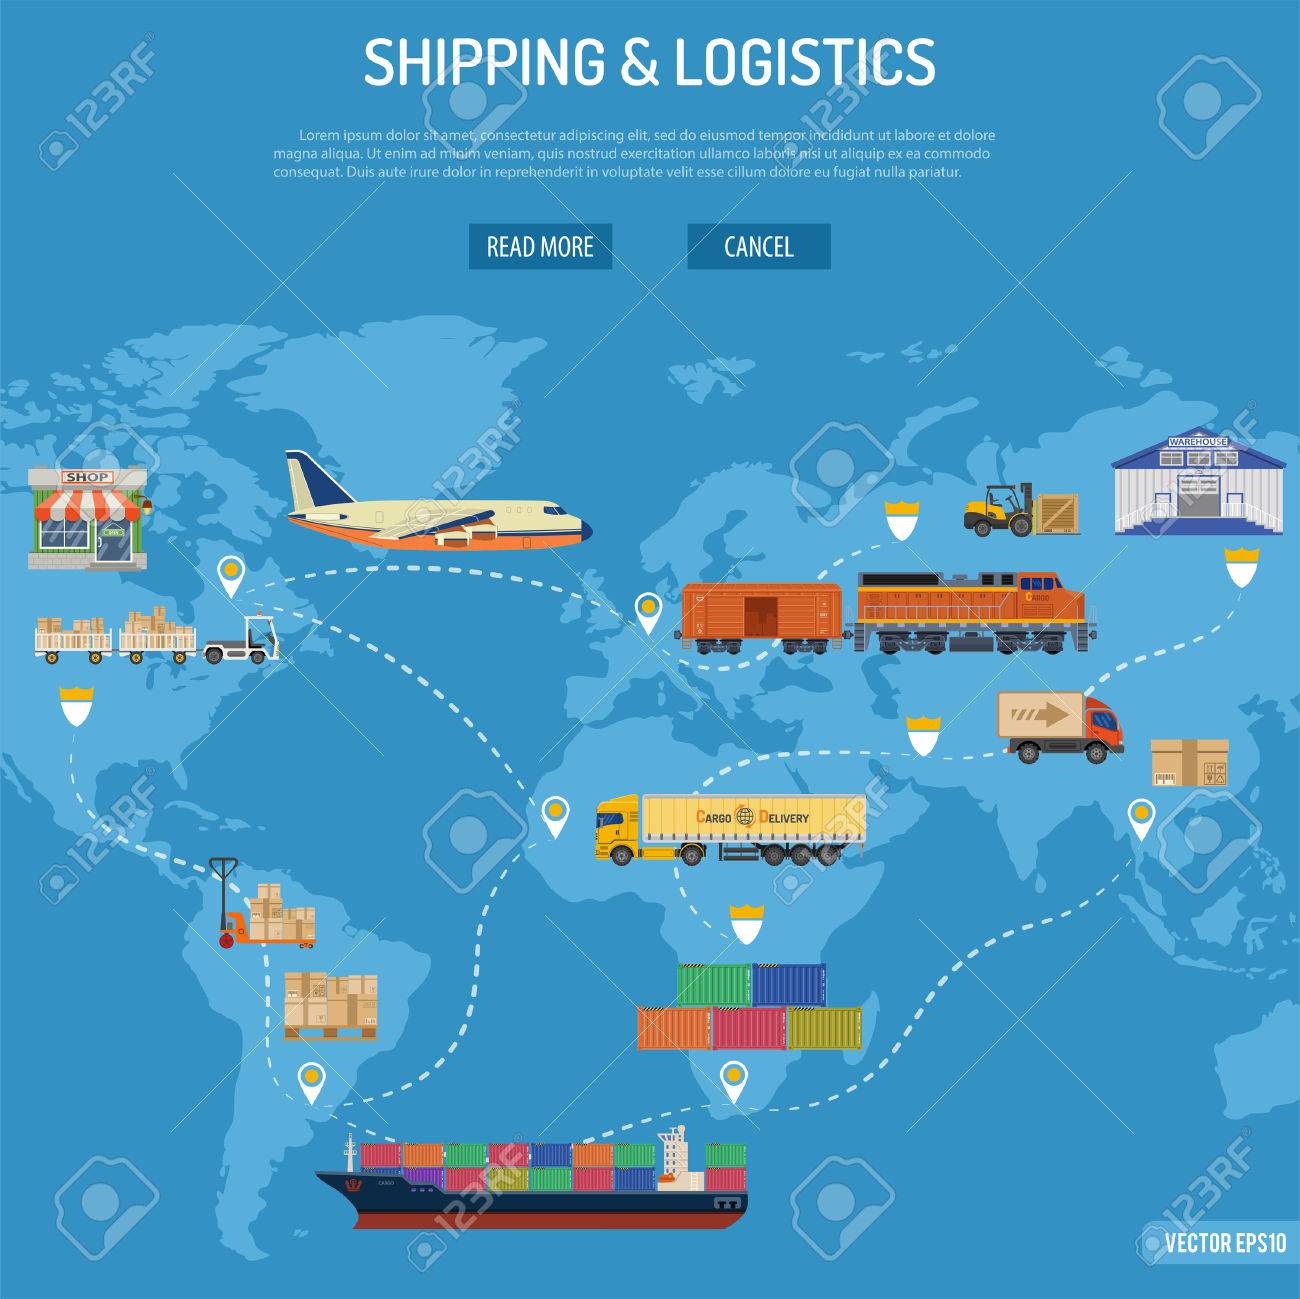 SHIPPING & LOGISTICS
Lorem ipsum dolor sit amet, consectetur adipiscing elit, sed do eiusmod tempor incididunt ut labore et dolore
magna aliqua. Ut enim ad minim veniam, quis nostrud exercitation ullamco laboris nisi ut aliquip ex ea commodo
consequat. Duis aute irure dolor in reprehenderit in voluptate velit esse cillum dolore eu fugiat nulla pariatur.
READ MORE
CANCEL
WAREHOUSE
SHOP
CARGO
CARGO DELIVERY
CARGO
VECTOR EPS10
123RF